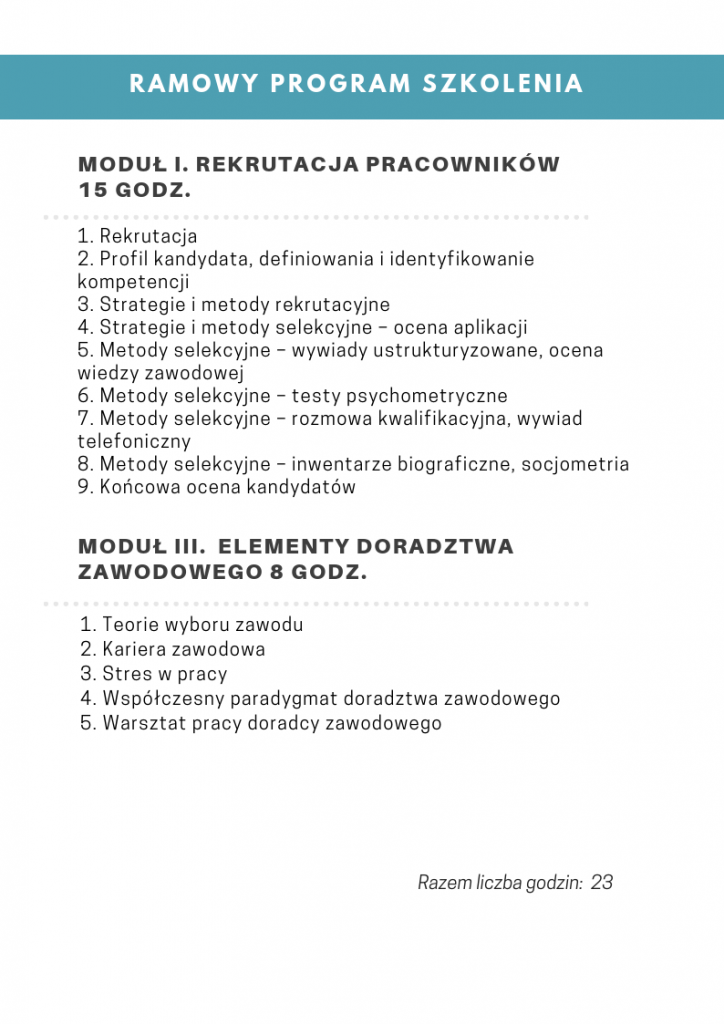 RAMOWY PROGRAM SZKOLENIA
MODUŁ I. REKRUTACJA PRACOWNIKÓW
15 GODZ.
1. Rekrutacja
2. Profil kandydata, definiowania i identyfikowanie
kompetencji
3. Strategie i metody rekrutacyjne
4. Strategie i metody selekcyjne – ocena aplikacji
5. Metody selekcyjne – wywiady ustrukturyzowane, ocena
wiedzy zawodowej
6. Metody selekcyjne – testy psychometryczne
7. Metody selekcyjne – rozmowa kwalifikacyjna, wywiad
telefoniczny
8. Metody selekcyjne – inwentarze biograficzne, socjometria
9. Końcowa ocena kandydatów
MODUŁ III. ELEMENTY DORADZTWA
ZAWODOWEGO 8 GODZ.
1. Teorie wyboru zawodu
2. Kariera zawodowa
3. Stres w pracy
4. Współczesny paradygmat doradztwa zawodowego
5. Warsztat pracy doradcy zawodowego
Razem liczba godzin: 23